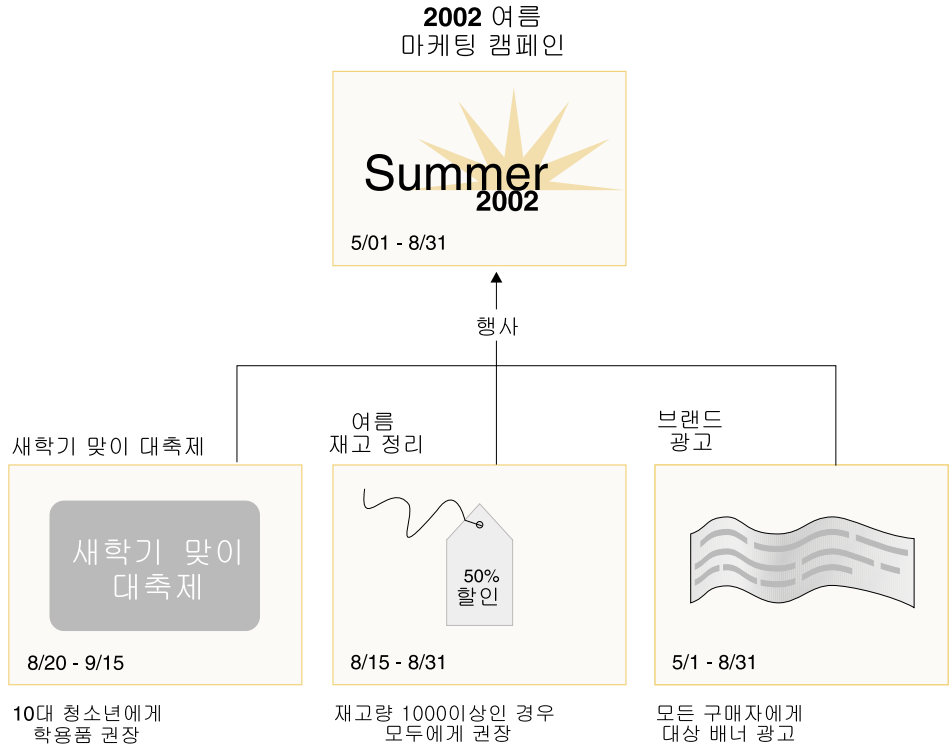 2002 여름
마케팅 캠페인
Summer
2002
5/01 - 8/31
행사
새학기 맞이 대축제
새학기 맞이
대축제
8/20 - 9/15
10대 청소년에게
학용품 권장
여름
재고 정리
50%
할인
8/15 - 8/31
재고량 1000이상인 경우
모두에게 권장
브랜드
광고
5/1 - 8/31
모든 구매자에게
대상 배너 광고